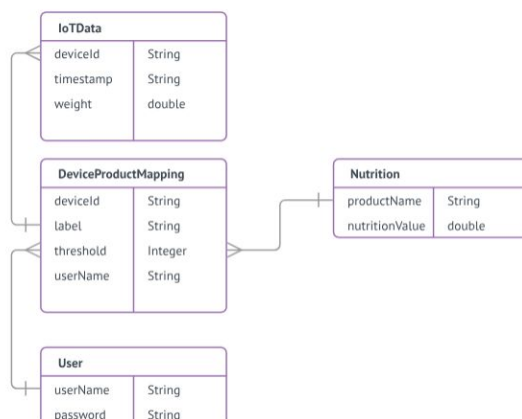 IoTData
deviceId String
timestamp String
weight double
DeviceProductMapping
deviceId String
label String
threshold Integer
userName String
Nutrition
productName String
nutritionValue double
User
userName String
password String